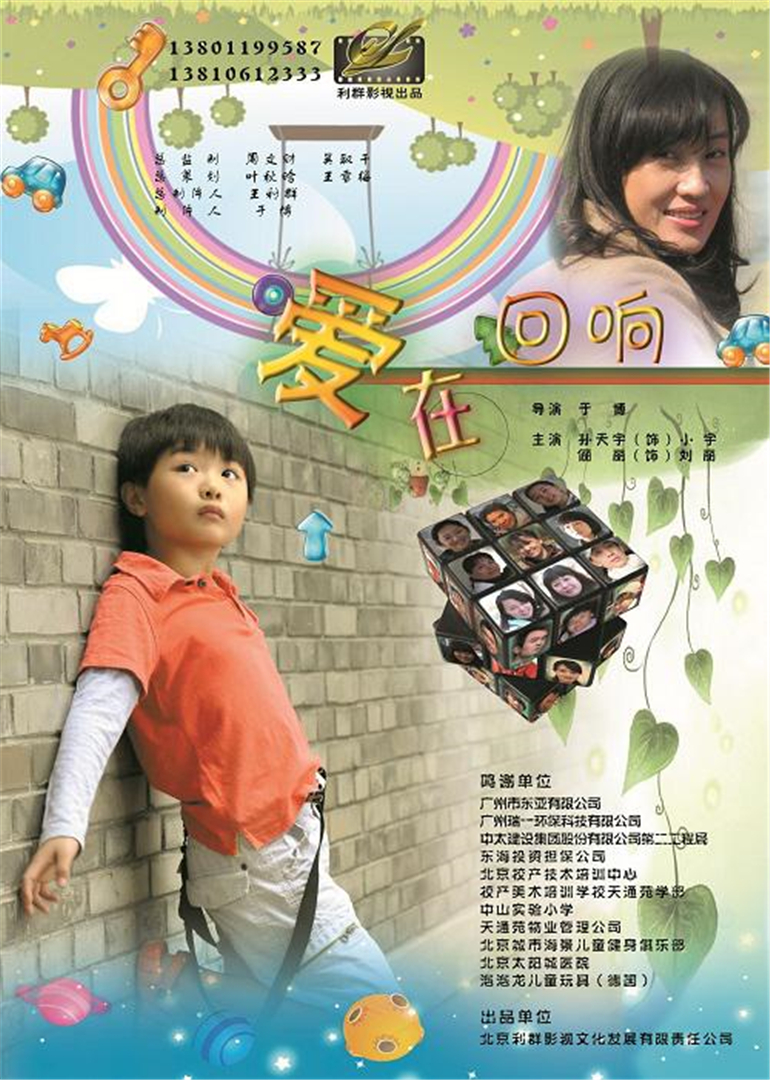 13801199587
13810612333
利群影視出品
总 监 制 周文财 吴淑平
总 策 划 叶秋晗 王香梅
总制片人 王利群
制 片 人 于 博
爱在回响
导演 于 博
主演 孙天宇(饰)小 宇
俪 丽(饰)刘 丽
鸣谢单位
广州市东亚有限公司
广州瑞一环保科技有限公司
中太建设集团股份有限公司第二工程局
东海投资担保公司
北京校产技术培训中心
校产美术培训学校天通苑学部
中山实验小学
天通苑物业管理公司
北京城市海景儿童健身俱乐部
北京太阳城医院
泡泡龙儿童玩具(德国)
出品单位
北京利群影视文化发展有限责任公司